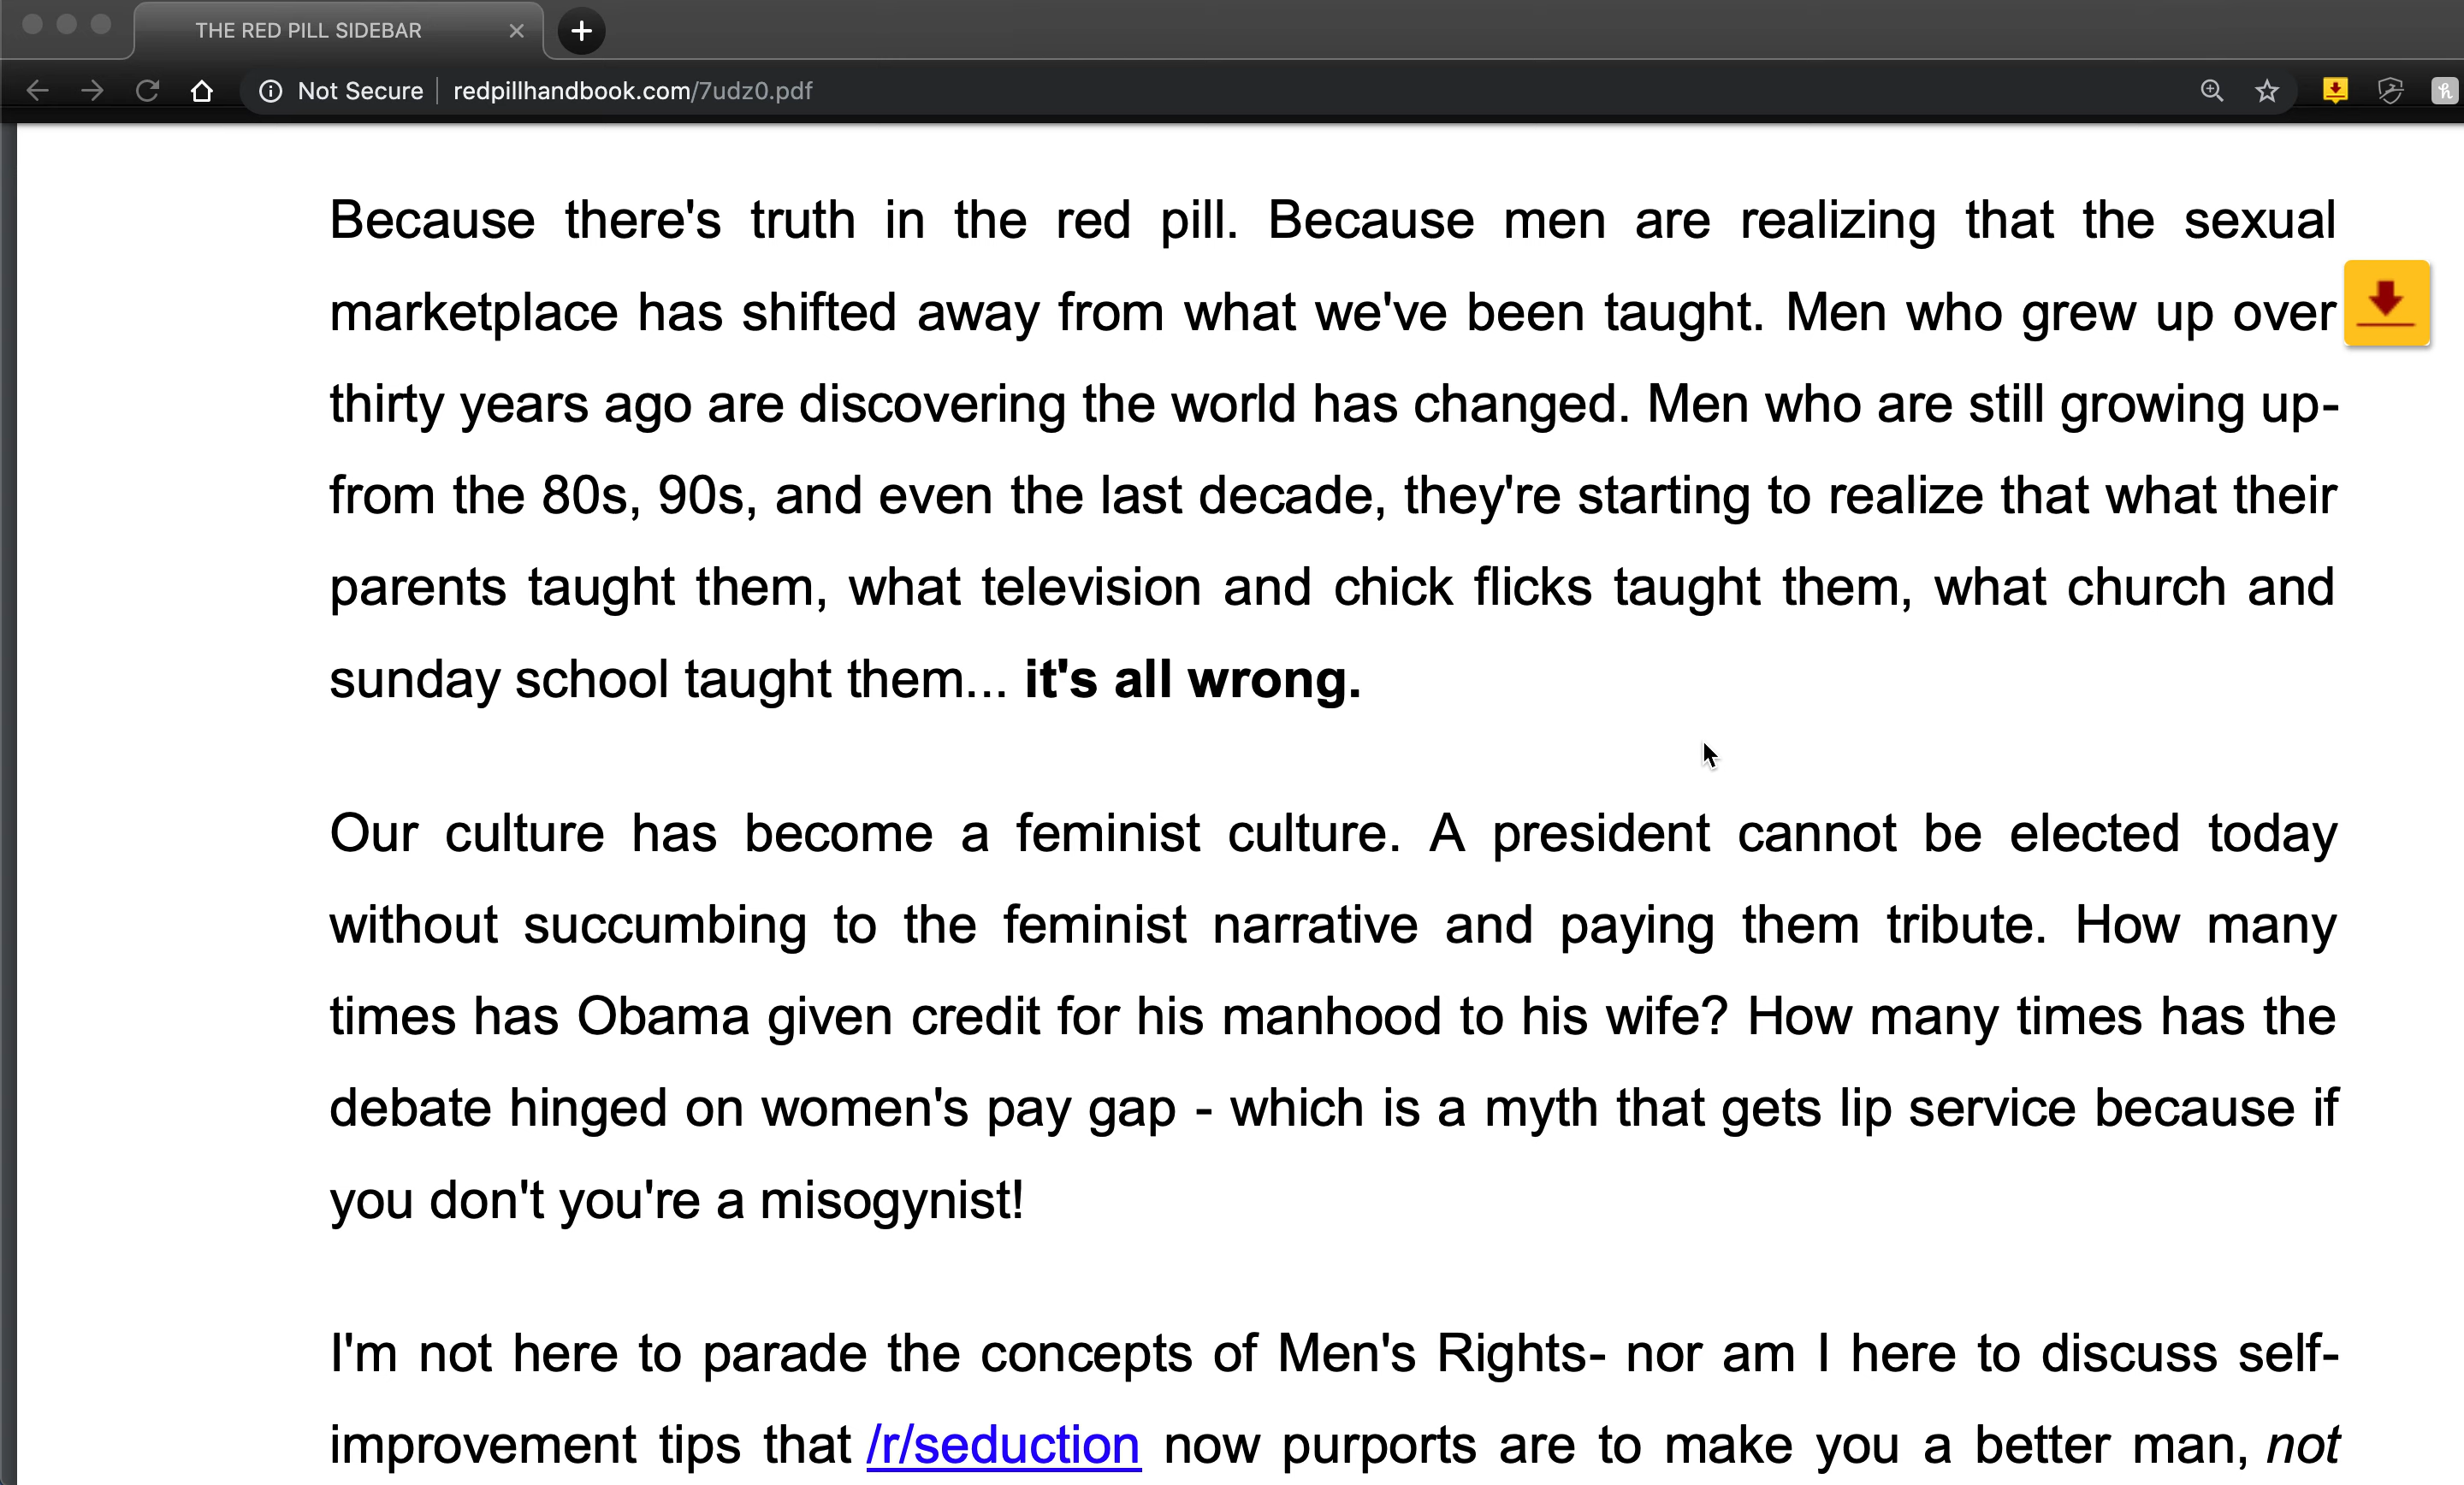 THE RED PILL SIDEBAR
Not Secure redpillhandbook.com/7udz0.pdf
Because there's truth in the red pill. Because men are realizing that the sexual
marketplace has shifted away from what we've been taught. Men who grew up over
thirty years ago are discovering the world has changed. Men who are still growing up-
from the 80s, 90s, and even the last decade, they're starting to realize that what their
parents taught them, what television and chick flicks taught them, what church and
sunday school taught them... it's all wrong.
Our culture has become a feminist culture. A president cannot be elected today
without succumbing to the feminist narrative and paying them tribute. How many
times has Obama given credit for his manhood to his wife? How many times has the
debate hinged on women's pay gap - which is a myth that gets lip service because if
you don't you're a misogynist!
I'm not here to parade the concepts of Men's Rights- nor am I here to discuss self-
improvement tips that /r/seduction now purports are to make you a better man, not